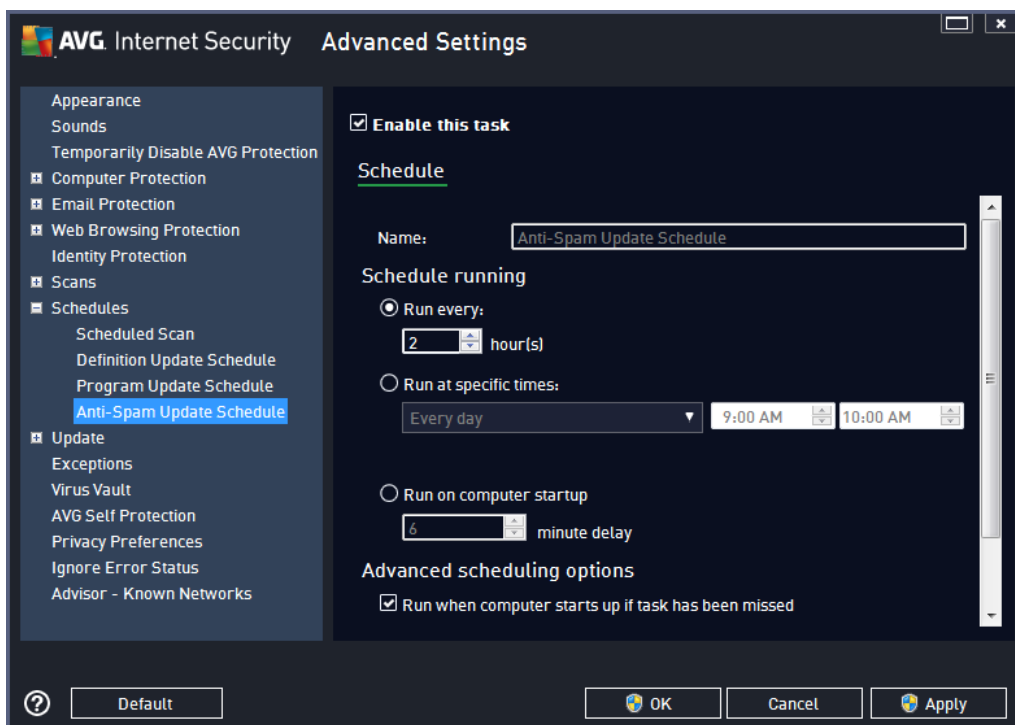 AVG. Internet Security Advanced Settings
Appearance
Sounds
Temporarily Disable AVG Protection
Computer Protection
Email Protection
Web Browsing Protection
Identity Protection
Scans
Schedules
Scheduled Scan
Definition Update Schedule
Program Update Schedule
Anti-Spam Update Schedule
Update
Exceptions
Virus Vault
AVG Self Protection
Privacy Preferences
Ignore Error Status
Advisor - Known Networks
Enable this task
Schedule
Name: Anti-Spam Update Schedule
Schedule running
Run every:
2 hour(s)
Run at specific times:
Every day 9:00 AM 10:00 AM
Run on computer startup
6 minute delay
Advanced scheduling options
Run when computer starts up if task has been missed
? Default OK Cancel Apply